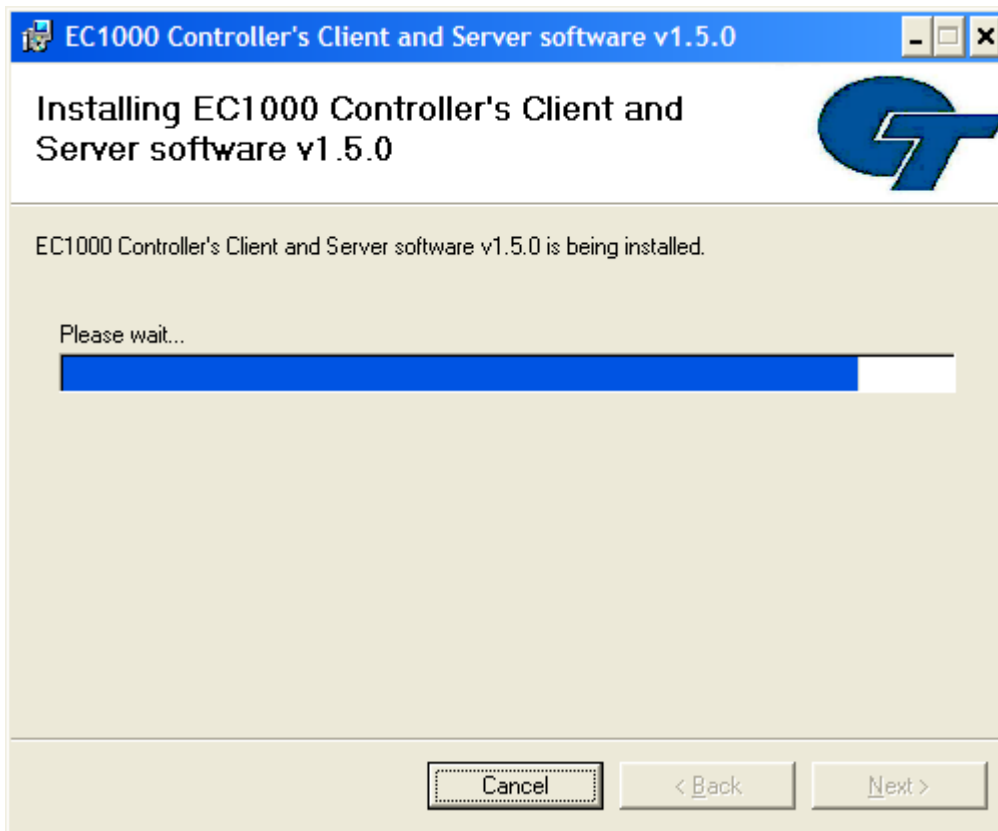 EC1000 Controller's Client and Server software v1.5.0
Installing EC1000 Controller's Client and
Server software v1.5.0
GT
EC1000 Controller's Client and Server software v1.5.0 is being installed.
Please wait...
Cancel
< Back
Next >